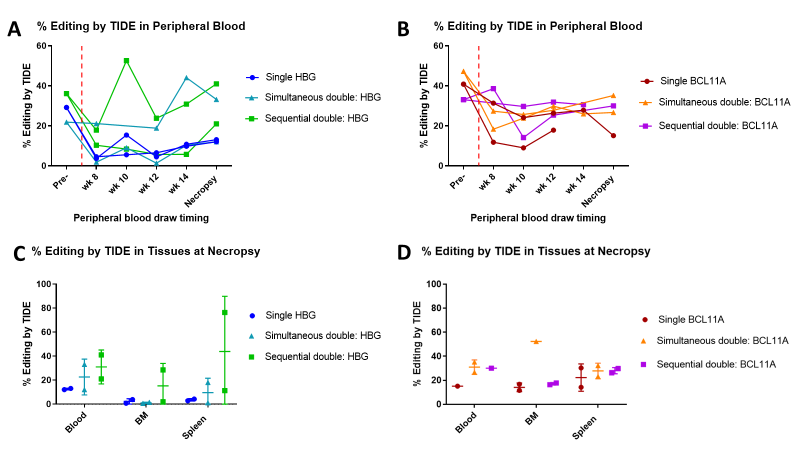 A
% Editing by TIDE in Peripheral Blood
% Editing by TIDE
60
40
20
0
Pre-
wk 8
wk 10
wk 12
wk 14
Necropsy
Peripheral blood draw timing
Single HBG
Simultaneous double: HBG
Sequential double: HBG
B
% Editing by TIDE in Peripheral Blood
% Editing by TIDE
60
40
20
0
Pre-
wk 8
wk 10
wk 12
wk 14
Necropsy
Peripheral blood draw timing
Single BCL11A
Simultaneous double: BCL11A
Sequential double: BCL11A
C
% Editing by TIDE in Tissues at Necropsy
% Editing by TIDE
100
80
60
40
20
0
Blood
BM
Spleen
Single HBG
Simultaneous double: HBG
Sequential double: HBG
D
% Editing by TIDE in Tissues at Necropsy
% Editing by TIDE
100
80
60
40
20
0
Blood
BM
Spleen
Single BCL11A
Simultaneous double: BCL11A
Sequential double: BCL11A